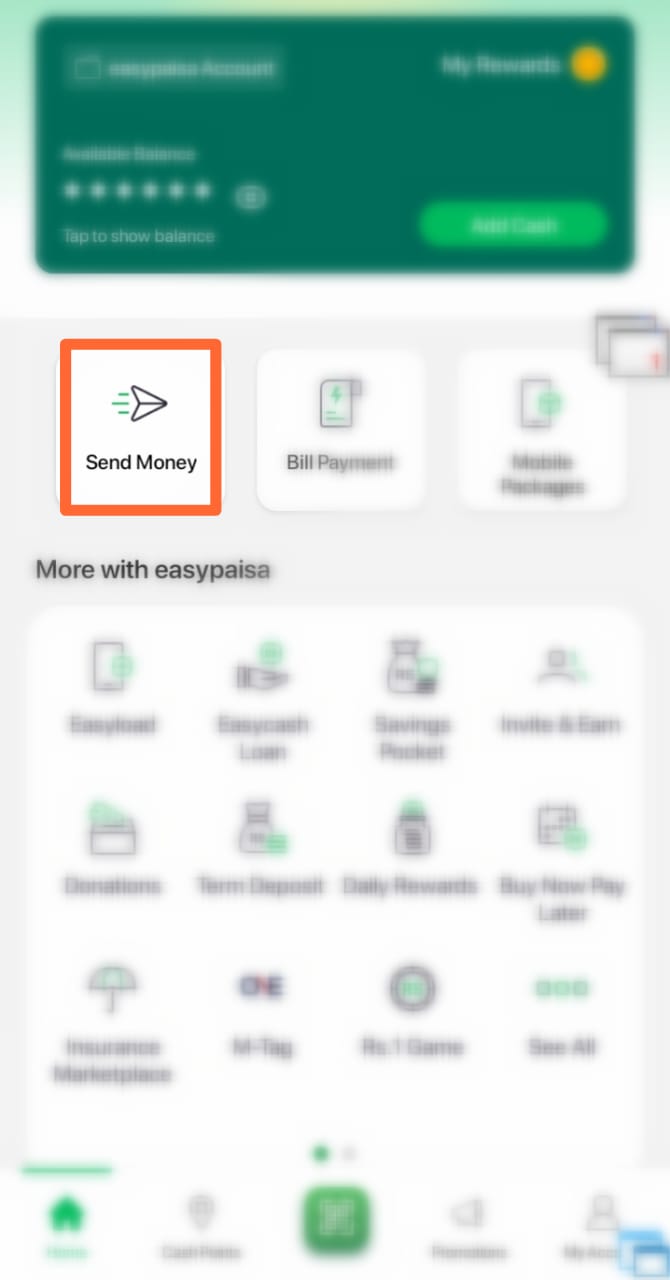 easypaisa Account
My Rewards
Available Balance
Tap to show balance
Add Cash
1
Send Money
Bill Payment
Mobile
Packages
More with easypaisa
Easyload
Easycash
Loan
Savings
Pocket
Invite & Earn
Donations
Term Deposit
Daily Rewards
Buy Now Pay
Later
Insurance
Marketplace
ONE
M-Tag
Rs.1 Game
See All
Home
Cash Points
Promotions
My Account